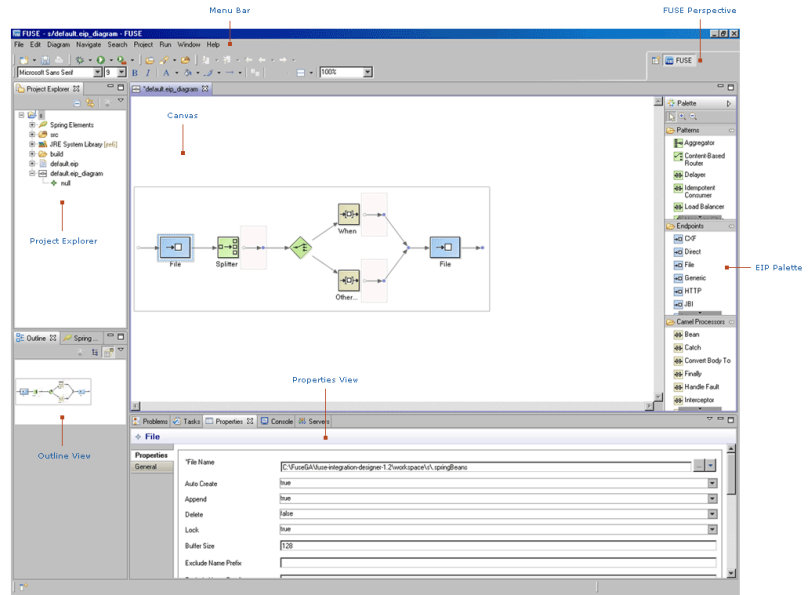 Menu Bar
FUSE Perspective
FUSE - s/default.eip_diagram - FUSE
File Edit Diagram Navigate Search Project Run Window Help
FUSE
Microsoft Sans Serif 9 B I A 100%
Project Explorer
*default.eip_diagram
Palette
s
Spring Elements
src
JRE System Library [jre6]
build
default.eip
default.eip_diagram
null
Project Explorer
Canvas
File
Splitter
When
Other...
File
Patterns
Aggregator
Content-Based
Router
Delayer
Idempotent
Consumer
Load Balancer
Endpoints
CXF
Direct
File
Generic
HTTP
JBI
EIP Palette
Camel Processors
Bean
Catch
Convert Body To
Finally
Handle Fault
Interceptor
Outline
Spring ...
Outline View
Properties View
Problems Tasks Properties Console Servers
File
Properties
General
*File Name
C:\FuseGA\fuse-integration-designer-1.2\workspace\s\.springBeans
...
Auto Create
true
Append
true
Delete
false
Lock
true
Buffer Size
128
Exclude Name Prefix